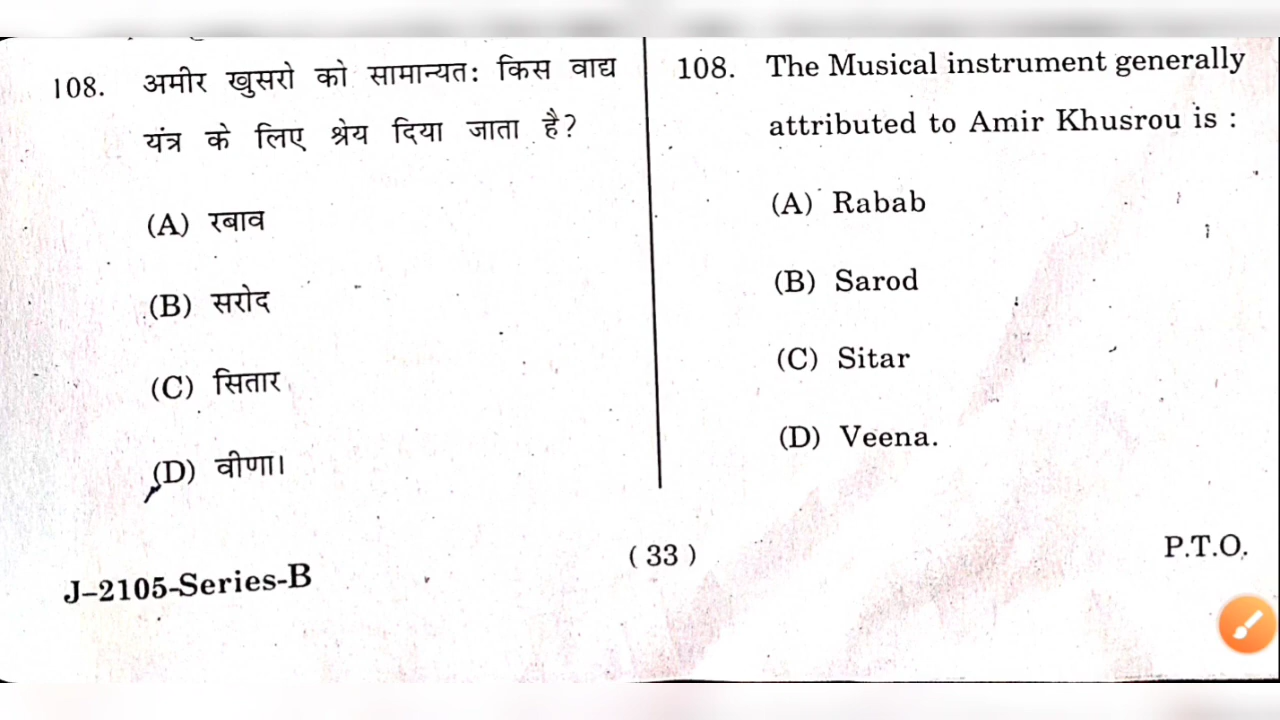 108. अमीर खुसरो को सामान्यत: किस वाद्य
यंत्र के लिए श्रेय दिया जाता है?
(A) रबाव
(B) सरोद
(C) सितार
(D) वीणा।
108. The Musical instrument generally
attributed to Amir Khusrou is :
(A) Rabab
(B) Sarod
(C) Sitar
(D) Veena.
J–2105-Series-B
( 33 )
P.T.O.